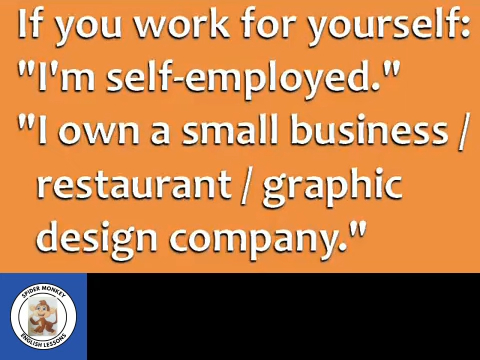 If you work for yourself:
"I'm self-employed."
"I own a small business /
restaurant / graphic
design company."
SPIDER MONKEY
ENGLISH LESSONS